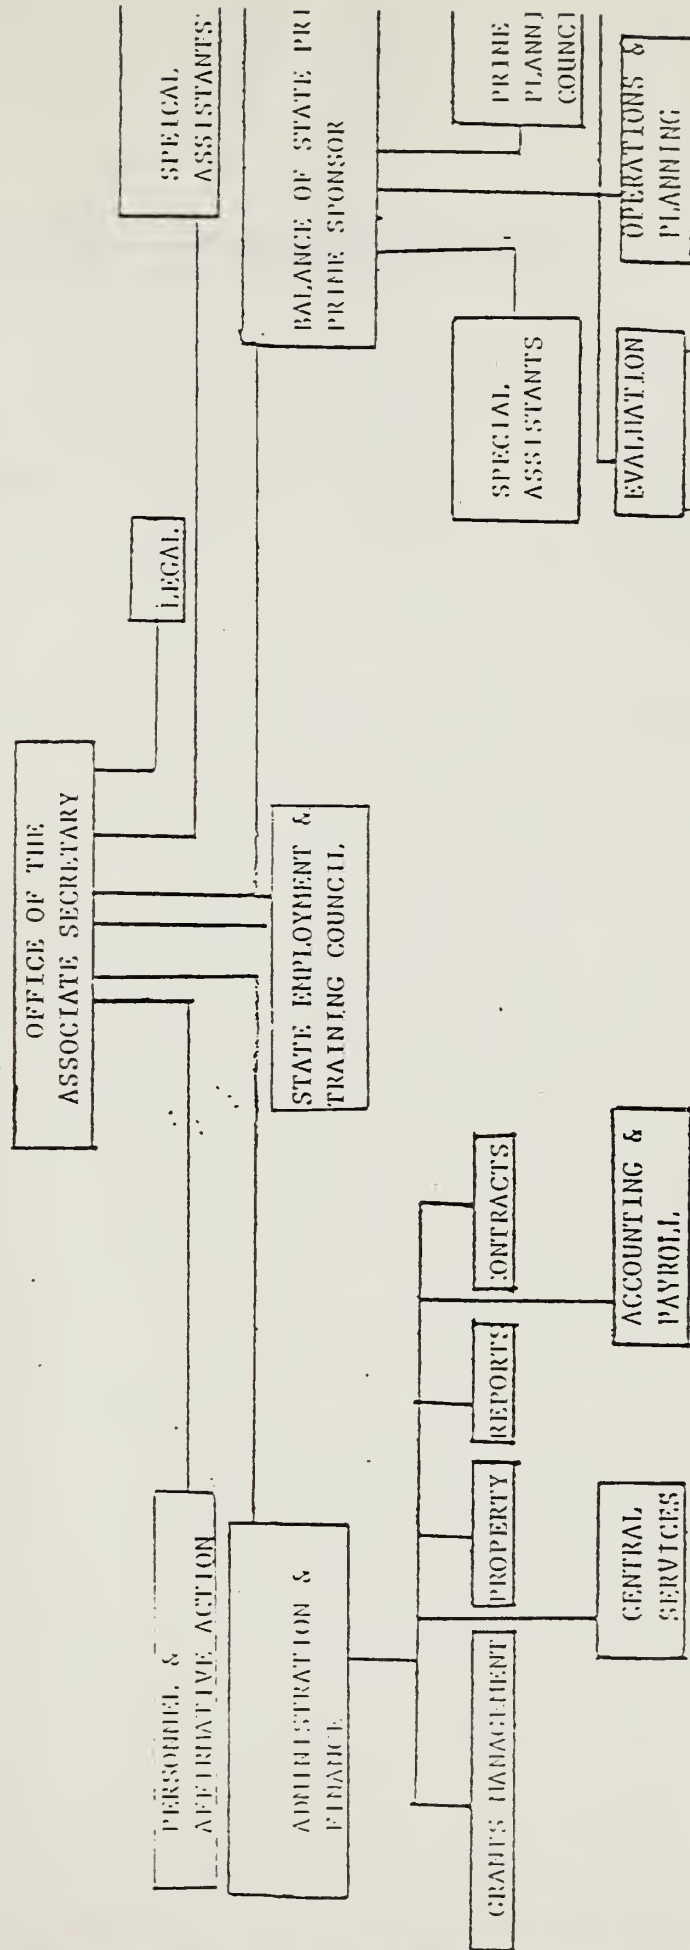 OFFICE OF THE
ASSOCIATE SECRETARY
PERSONNEL &
AFFIRMATIVE ACTION
LEGAL
SPEICAL
ASSISTANTS
ADMINISTRATION &
FINANCE
STATE EMPLOYMENT &
TRAINING COUNCIL
BALANCE OF STATE PRI
PRIME SPONSOR
GRANTS MANAGEMENT
PROPERTY
REPORTS
CONTRACTS
SPECIAL
ASSISTANTS
PRIME
PLANNI
COUNCI
CENTRAL
SERVICES
ACCOUNTING &
PAYROLL
EVALUATION
OPERATIONS &
PLANNING